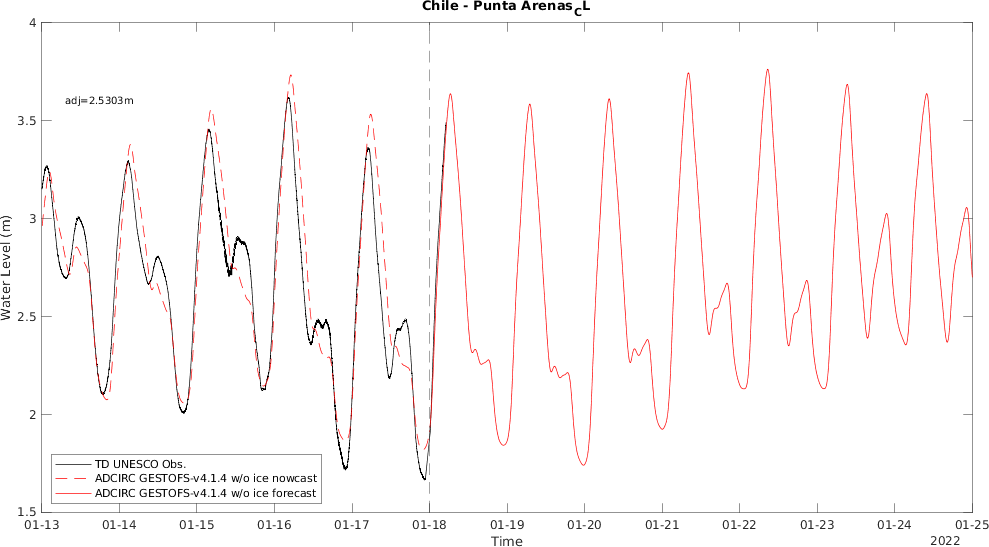 Chile - Punta Arenas_CL
4
adj=2.5303m
3.5
3
Water Level (m)
2.5
2
TD UNESCO Obs.
ADCIRC GESTOFS-v4.1.4 w/o ice nowcast
ADCIRC GESTOFS-v4.1.4 w/o ice forecast
1.5
01-13 01-14 01-15 01-16 01-17 01-18 01-19 01-20 01-21 01-22 01-23 01-24 01-25
Time
2022